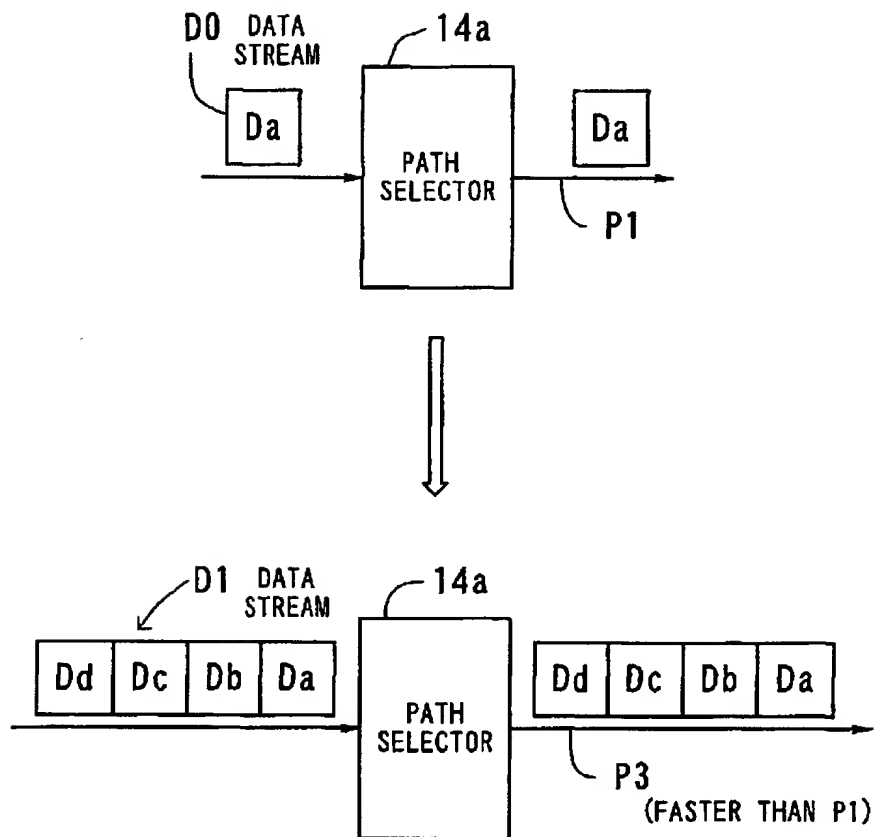 D0 DATA
STREAM
14a
Da
PATH
SELECTOR
Da
P1
D1 DATA
STREAM
14a
Dd Dc Db Da
PATH
SELECTOR
Dd Dc Db Da
P3
(FASTER THAN P1)